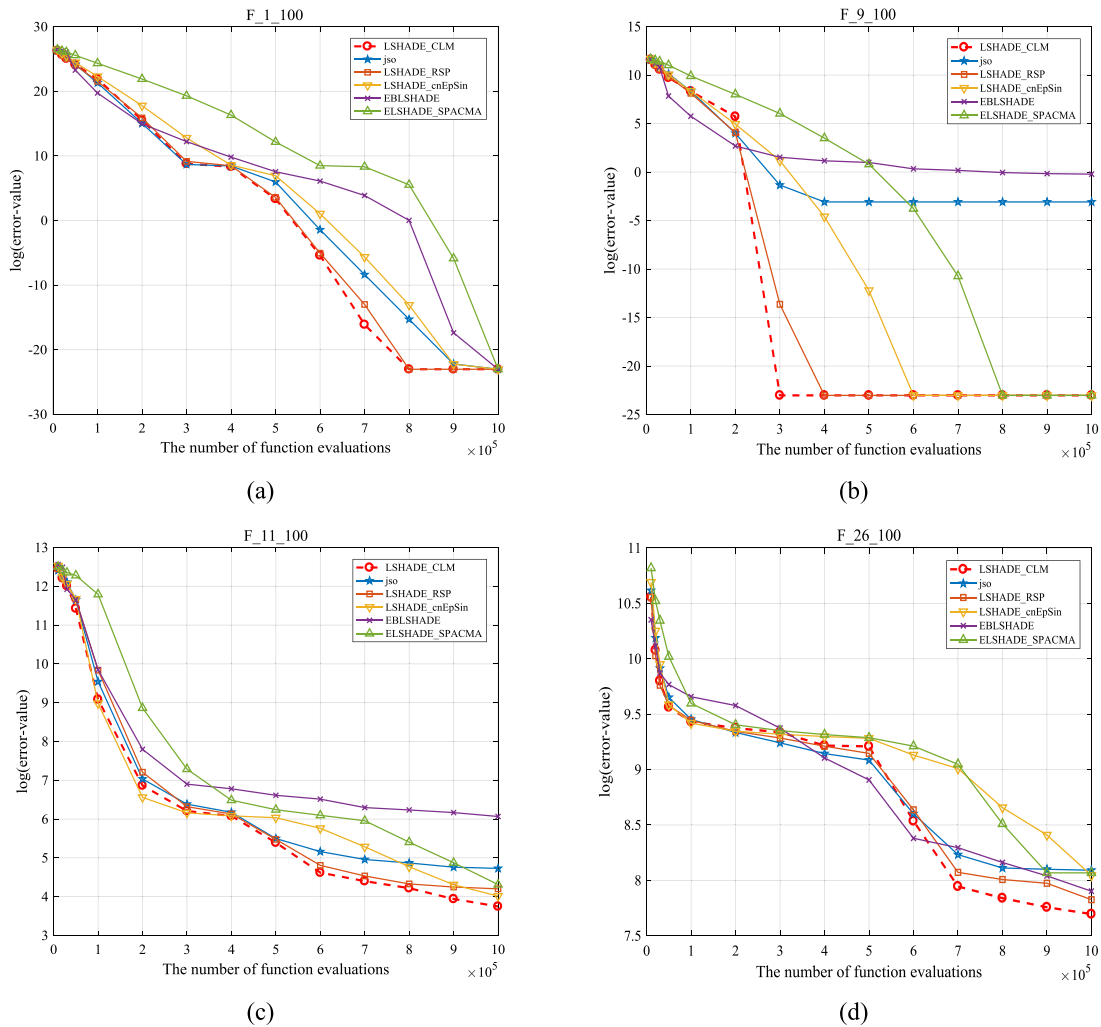 F_1_100
30
20
10
0
-10
-20
-30
log(error-value)
LSHADE_CLM
jso
LSHADE_RSP
LSHADE_cnEpSin
EBLSHADE
ELSHADE_SPACMA
0 1 2 3 4 5 6 7 8 9 10
The number of function evaluations
×10^5
(a)
F_9_100
15
10
5
0
-5
-10
-15
-20
-25
log(error-value)
LSHADE_CLM
jso
LSHADE_RSP
LSHADE_cnEpSin
EBLSHADE
ELSHADE_SPACMA
0 1 2 3 4 5 6 7 8 9 10
The number of function evaluations
×10^5
(b)
F_11_100
13
12
11
10
9
8
7
6
5
4
3
log(error-value)
LSHADE_CLM
jso
LSHADE_RSP
LSHADE_cnEpSin
EBLSHADE
ELSHADE_SPACMA
0 1 2 3 4 5 6 7 8 9 10
The number of function evaluations
×10^5
(c)
F_26_100
11
10.5
10
9.5
9
8.5
8
7.5
log(error-value)
LSHADE_CLM
jso
LSHADE_RSP
LSHADE_cnEpSin
EBLSHADE
ELSHADE_SPACMA
0 1 2 3 4 5 6 7 8 9 10
The number of function evaluations
×10^5
(d)